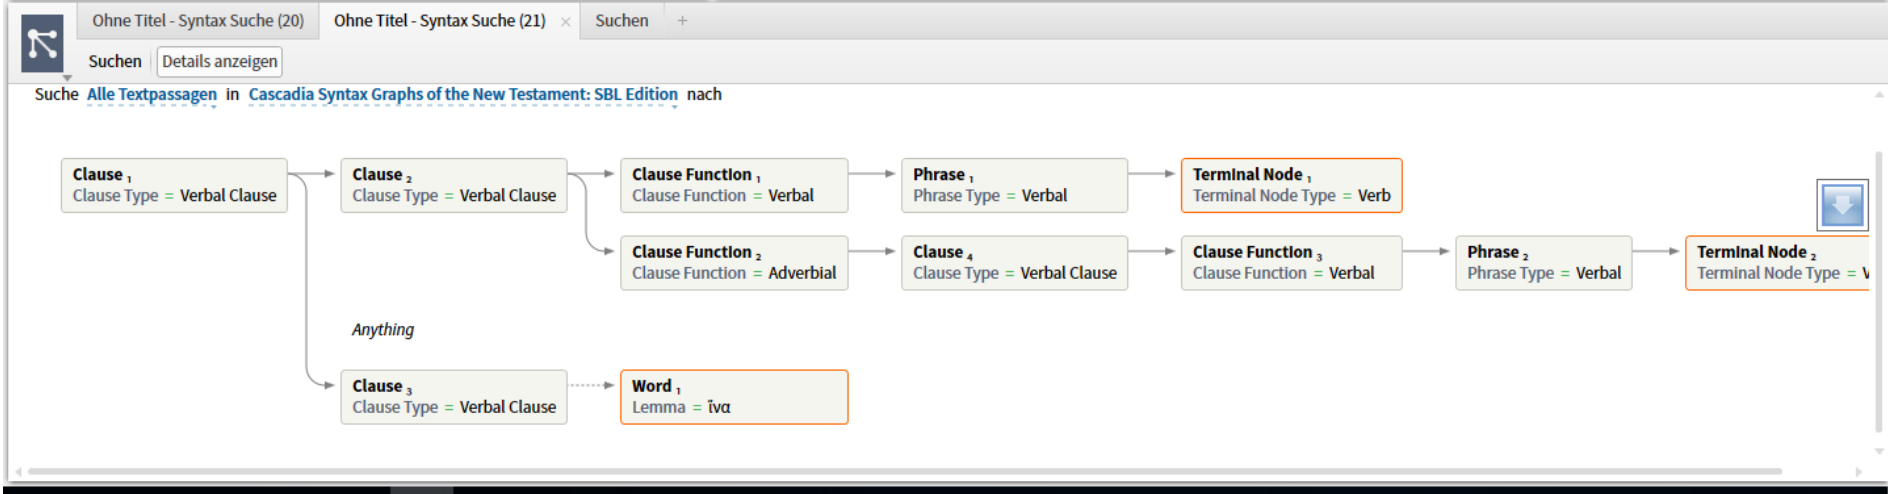 Ohne Titel - Syntax Suche (20) Ohne Titel - Syntax Suche (21) × Suchen +
Suchen Details anzeigen
Suche Alle Textpassagen in Cascadia Syntax Graphs of the New Testament: SBL Edition nach
Clause 1 Clause 2 Clause Function 1 Phrase 1 Terminal Node 1
Clause Type = Verbal Clause Clause Type = Verbal Clause Clause Function = Verbal Phrase Type = Verbal Terminal Node Type = Verb
Clause Function 2 Clause 4 Clause Function 3 Phrase 2 Terminal Node 2
Clause Function = Adverbial Clause Type = Verbal Clause Clause Function = Verbal Phrase Type = Verbal Terminal Node Type =
Anything
Clause 3 Word 1
Clause Type = Verbal Clause Lemma = ἵνα